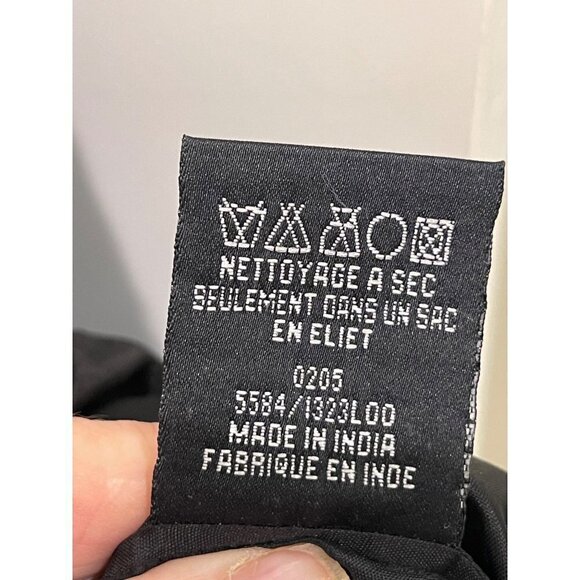 NETTOYAGE A SEC
SEULEMENT DANS UN SAC
EN ELIET
0205
5584/1323L00
MADE IN INDIA
FABRIQUE EN INDE